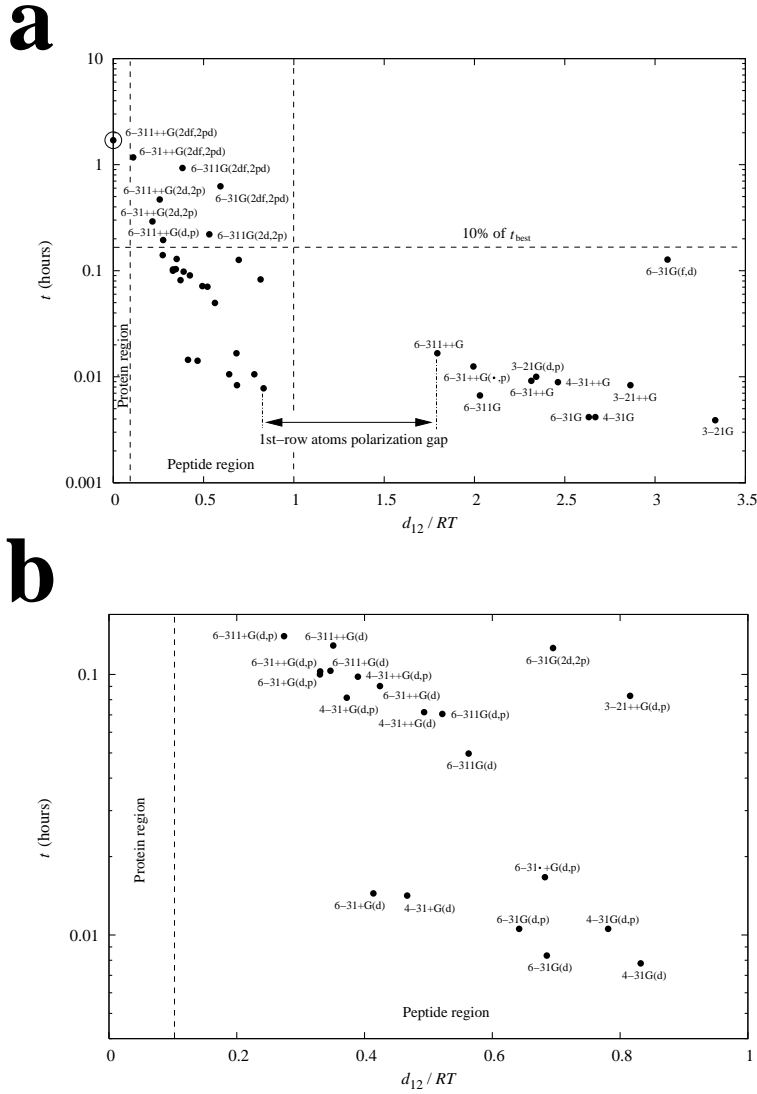 a
10
6–311++G(2df,2pd)
6–31++G(2df,2pd)
1
6–311G(2df,2pd)
6–311++G(2d,2p)
6–31G(2df,2pd)
6–31++G(2d,2p)
6–311++G(d,p)
6–311G(2d,2p)
10% of t best
0.1
6–31G(f,d)
t (hours)
Protein region
6–311++G
3–21G(d,p)
6–31++G(･,p)
4–31++G
0.01
6–31++G
3–21++G
6–311G
6–31G
4–31G
3–21G
1st–row atoms polarization gap
Peptide region
0.001
0
0.5
1
1.5
2
2.5
3
3.5
d12 / RT
b
6–311+G(d,p)
6–311++G(d)
6–31++G(d,p)
6–311+G(d)
6–31G(2d,2p)
0.1
4–31++G(d,p)
6–31+G(d,p)
6–31++G(d)
4–31+G(d,p)
3–21++G(d,p)
6–311G(d,p)
4–31++G(d)
6–311G(d)
t (hours)
Protein region
6–31･+G(d,p)
6–31+G(d)
4–31+G(d)
6–31G(d,p)
4–31G(d,p)
0.01
6–31G(d)
4–31G(d)
Peptide region
0
0.2
0.4
0.6
0.8
1
d12 / RT